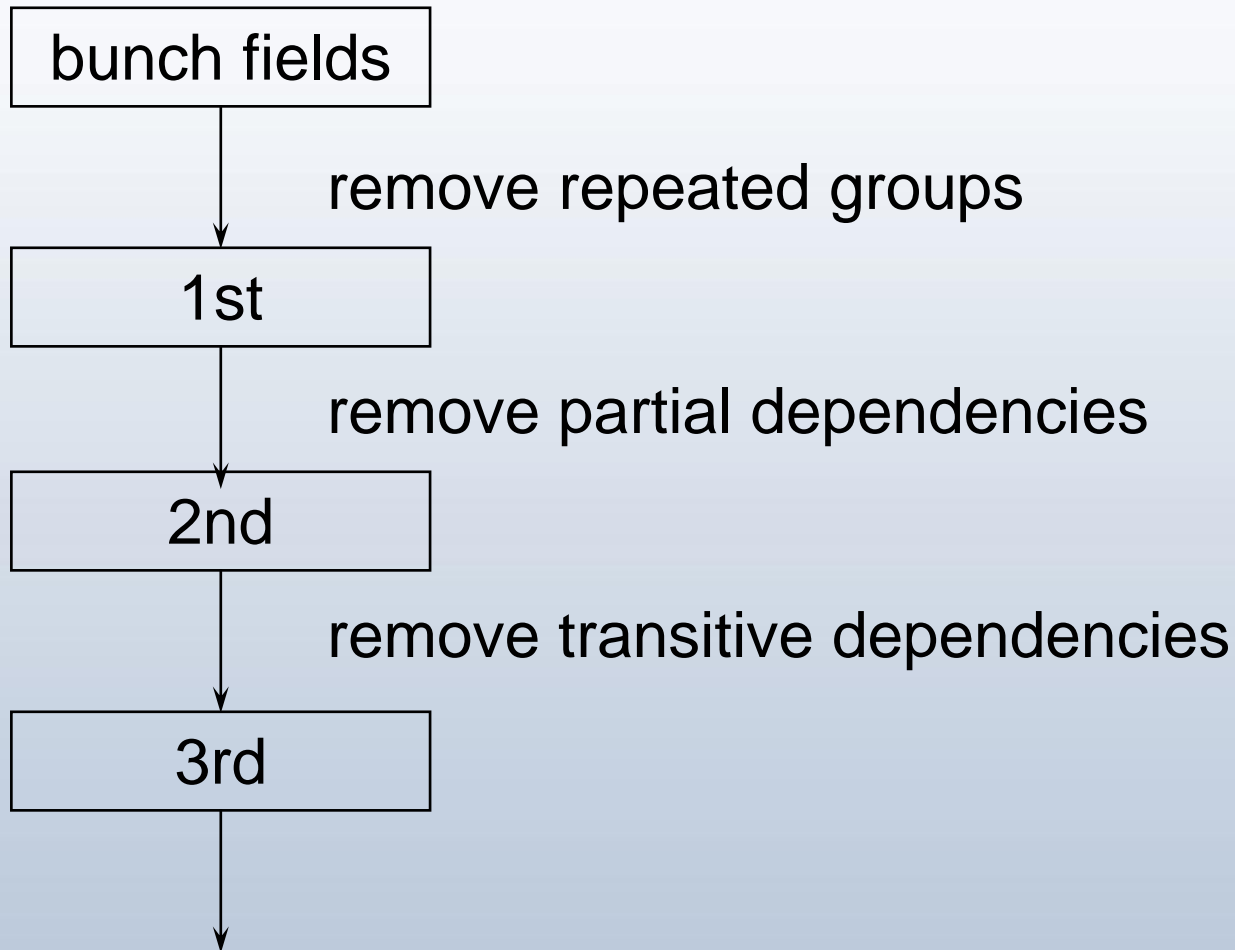 bunch fields
remove repeated groups
1st
remove partial dependencies
2nd
remove transitive dependencies
3rd